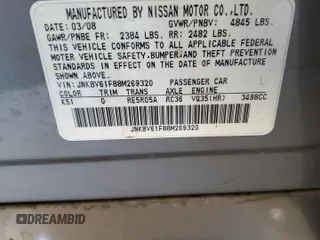 MANUFACTURED BY NISSAN MOTOR CO.,LTD.
DATE: 03/08 GVWR/PNBV: 4845 LBS.
GAWR/PNBE FR: 2384 LBS. RR: 2482 LBS.
THIS VEHICLE CONFORMS TO ALL APPLICABLE
FEDERAL MOTOR VEHICLE SAFETY,BUMPER,AND THEFT
PREVENTION STANDARDS IN EFFECT ON THE DATE OF
MANUFACTURE SHOWN ABOVE.
VIN: JNKBV61F88M269320 PASSENGER CAR
COLOR TRIM TRANS AXLE ENGINE
K51 G RE5R05A RC36 VQ35(HR) 3498CC
JNKBV61F88M269320
© DREAMBID